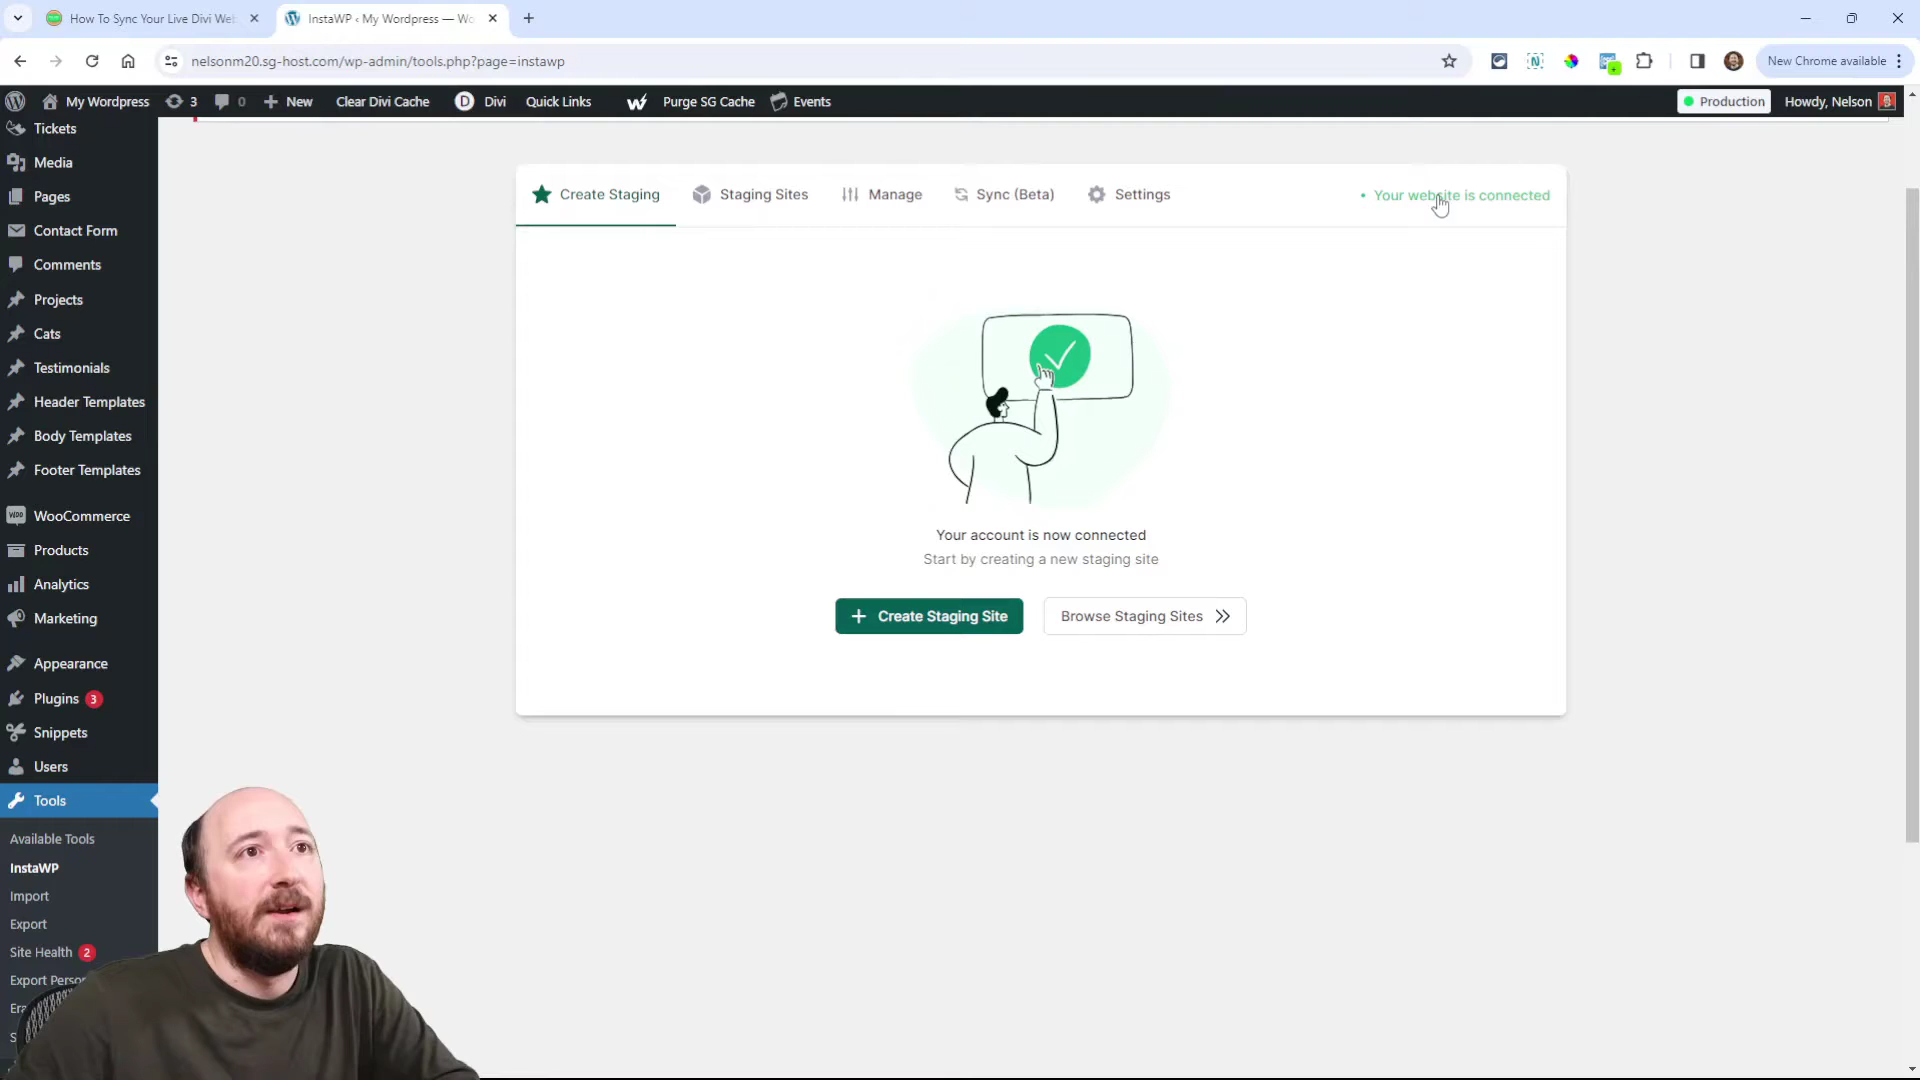 How To Sync Your Live Divi Web
InstaWP ‹ My Wordpress — Wo
nelsonm20.sg-host.com/wp-admin/tools.php?page=instawp
New Chrome available
My Wordpress 3 0 New Clear Divi Cache D Divi Quick Links Purge SG Cache Events Production Howdy, Nelson
Tickets
Media
Pages
Contact Form
Comments
Projects
Cats
Testimonials
Header Templates
Body Templates
Footer Templates
WooCommerce
Products
Analytics
Marketing
Appearance
Plugins 3
Snippets
Users
Tools
Available Tools
InstaWP
Import
Export
Site Health 2
Export Perso
Era
S
Create Staging Staging Sites Manage Sync (Beta) Settings • Your website is connected
Your account is now connected
Start by creating a new staging site
+ Create Staging Site
Browse Staging Sites